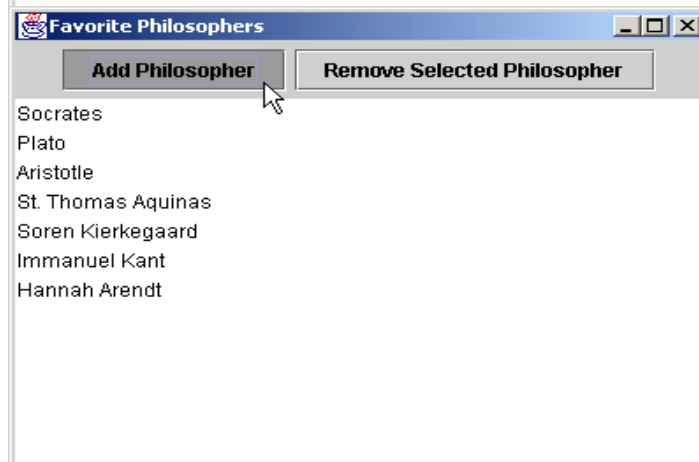 Favorite Philosophers
Add Philosopher Remove Selected Philosopher
Socrates
Plato
Aristotle
St. Thomas Aquinas
Soren Kierkegaard
Immanuel Kant
Hannah Arendt